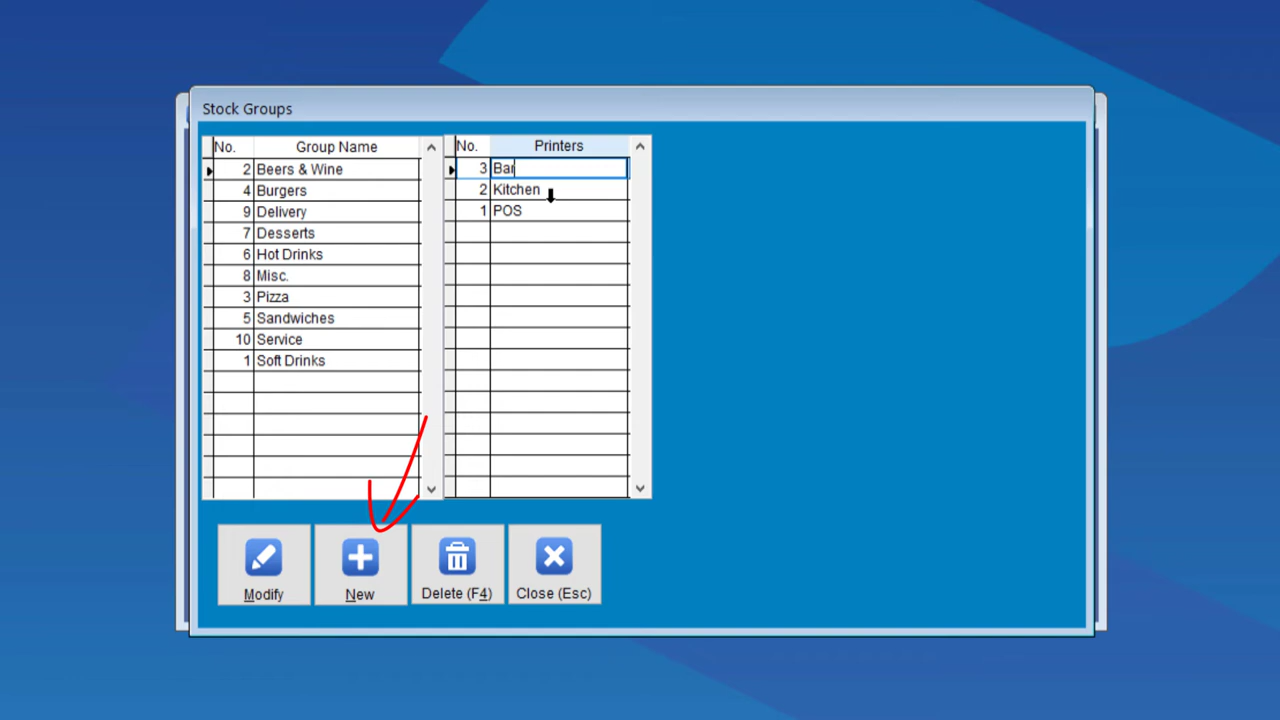 Stock Groups
No. Group Name
2 Beers & Wine
4 Burgers
9 Delivery
7 Desserts
6 Hot Drinks
8 Misc.
3 Pizza
5 Sandwiches
10 Service
1 Soft Drinks
No. Printers
3 Bar
2 Kitchen
1 POS
Modify
New
Delete (F4)
Close (Esc)